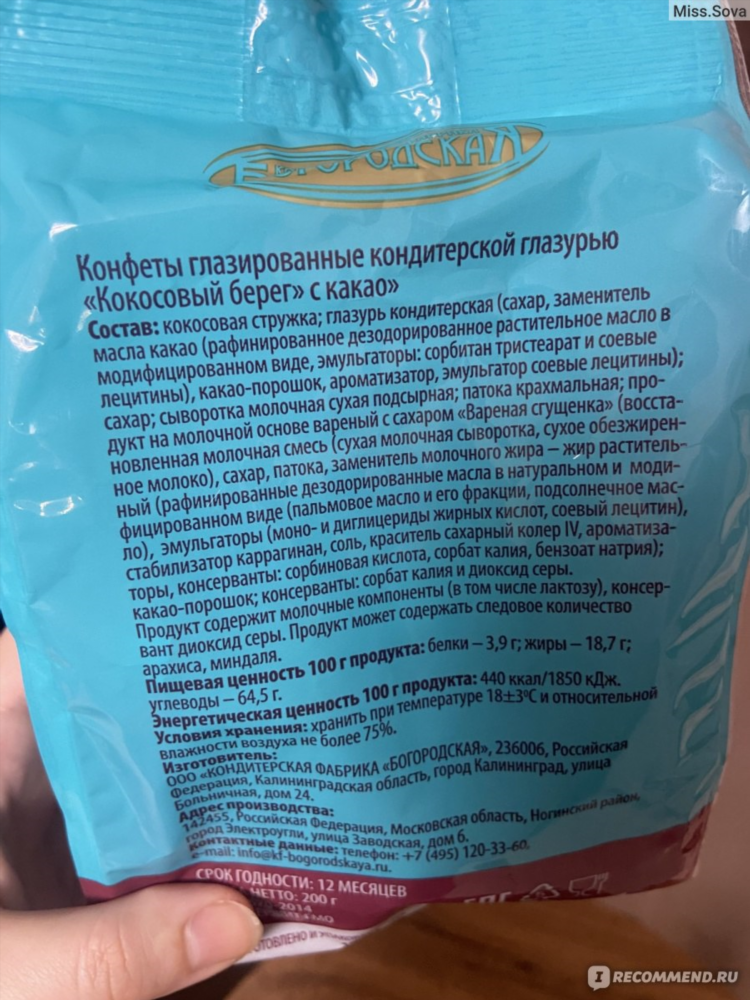 Miss.Sova
БОГОРОДСКАЯ
Конфеты глазированные кондитерской глазурью
«Кокосовый берег» с какао»
Состав: кокосовая стружка; глазурь кондитерская (сахар, заменитель
масла какао (рафинированное дезодорированное растительное масло в
модифицированном виде, эмульгаторы: сорбитан тристеарат и соевые
лецитины), какао-порошок, ароматизатор, эмульгатор соевые лецитины);
сахар; сыворотка молочная сухая подсырная; патока крахмальная; про-
дукт на молочной основе вареный с сахаром «Вареная сгущенка» (восста-
новленная молочная смесь (сухая молочная сыворотка, сухое обезжирен-
ное молоко), сахар, патока, заменитель молочного жира – жир раститель-
ный (рафинированные дезодорированные масла в натуральном и моди-
фицированном виде (пальмовое масло и его фракции, подсолнечное мас-
ло), эмульгаторы (моно- и диглицериды жирных кислот, соевый лецитин),
стабилизатор каррагинан, соль, краситель сахарный колер IV, ароматиза-
торы, консерванты: сорбиновая кислота, сорбат калия, бензоат натрия);
какао-порошок; консерванты: сорбат калия и диоксид серы.
Продукт содержит молочные компоненты (в том числе лактозу), консер-
вант диоксид серы. Продукт может содержать следовое количество
арахиса, миндаля.
Пищевая ценность 100 г продукта: белки – 3,9 г; жиры – 18,7 г;
углеводы – 64,5 г.
Энергетическая ценность 100 г продукта: 440 ккал/1850 кДж.
Условия хранения: хранить при температуре 18±3°С и относительной
влажности воздуха не более 75%.
Изготовитель:
ООО «КОНДИТЕРСКАЯ ФАБРИКА «БОГОРОДСКАЯ», 236006, Российская
Федерация, Калининградская область, город Калининград, улица
Больничная, дом 24.
Адрес производства:
142455, Российская Федерация, Московская область, Ногинский район,
город Электроугли, улица Заводская, дом 6.
Контактные данные: телефон: +7 (495) 120-33-60,
e-mail: info@kf-bogorodskaya.ru.
СРОК ГОДНОСТИ: 12 МЕСЯЦЕВ
НЕТТО: 200 г
2014
IRECOMMEND.RU